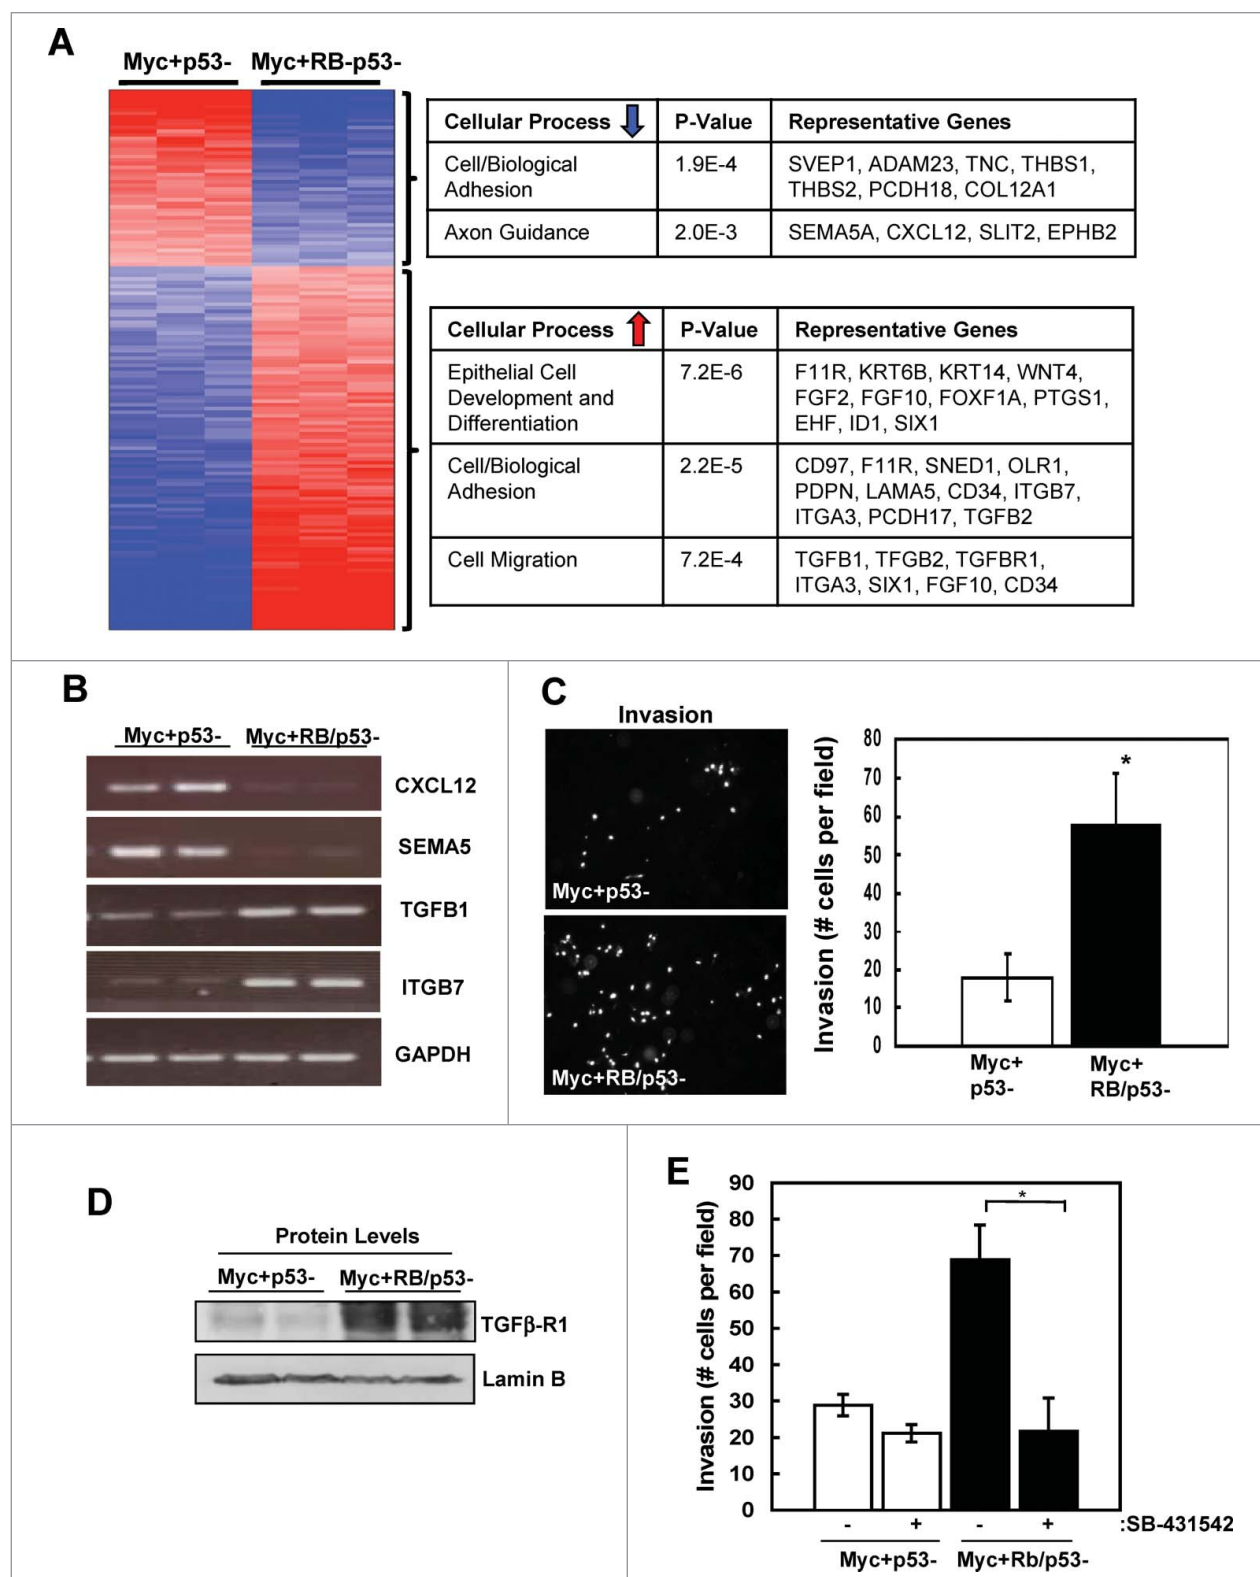 A
Myc+p53- Myc+RB-p53-
Cellular Process P-Value Representative Genes
Cell/Biological Adhesion 1.9E-4 SVEP1, ADAM23, TNC, THBS1,
THBS2, PCDH18, COL12A1
Axon Guidance 2.0E-3 SEMA5A, CXCL12, SLIT2, EPHB2
Cellular Process P-Value Representative Genes
Epithelial Cell 7.2E-6 F11R, KRT6B, KRT14, WNT4,
Development and FGF2, FGF10, FOXF1A, PTGS1,
Differentiation EHF, ID1, SIX1
Cell/Biological 2.2E-5 CD97, F11R, SNED1, OLR1,
Adhesion PDPN, LAMA5, CD34, ITGB7,
ITGA3, PCDH17, TGFB2
Cell Migration 7.2E-4 TGFB1, TFGB2, TGFBR1,
ITGA3, SIX1, FGF10, CD34
B
Myc+p53- Myc+RB/p53-
CXCL12
SEMA5
TGFB1
ITGB7
GAPDH
C
Invasion
Myc+p53-
Myc+RB/p53-
Invasion (# cells per field)
80
70
60
50
40
30
20
10
0
Myc+ Myc+
p53- RB/p53-
*
D
Protein Levels
Myc+p53- Myc+RB/p53-
TGFβ-R1
Lamin B
E
Invasion (# cells per field)
90
80
70
60
50
40
30
20
10
0
*
- + - + :SB-431542
Myc+p53- Myc+Rb/p53-